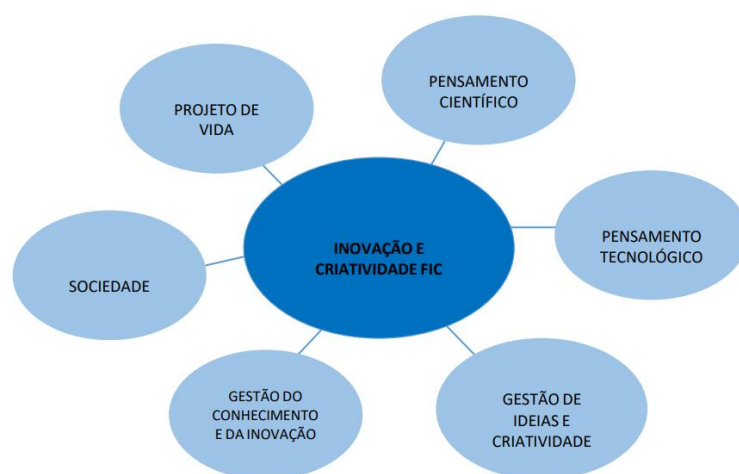 PENSAMENTO
CIENTÍFICO
PROJETO DE
VIDA
INOVAÇÃO E
CRIATIVIDADE FIC
PENSAMENTO
TECNOLÓGICO
SOCIEDADE
GESTÃO DO
CONHECIMENTO
E DA INOVAÇÃO
GESTÃO DE
IDEIAS E
CRIATIVIDADE